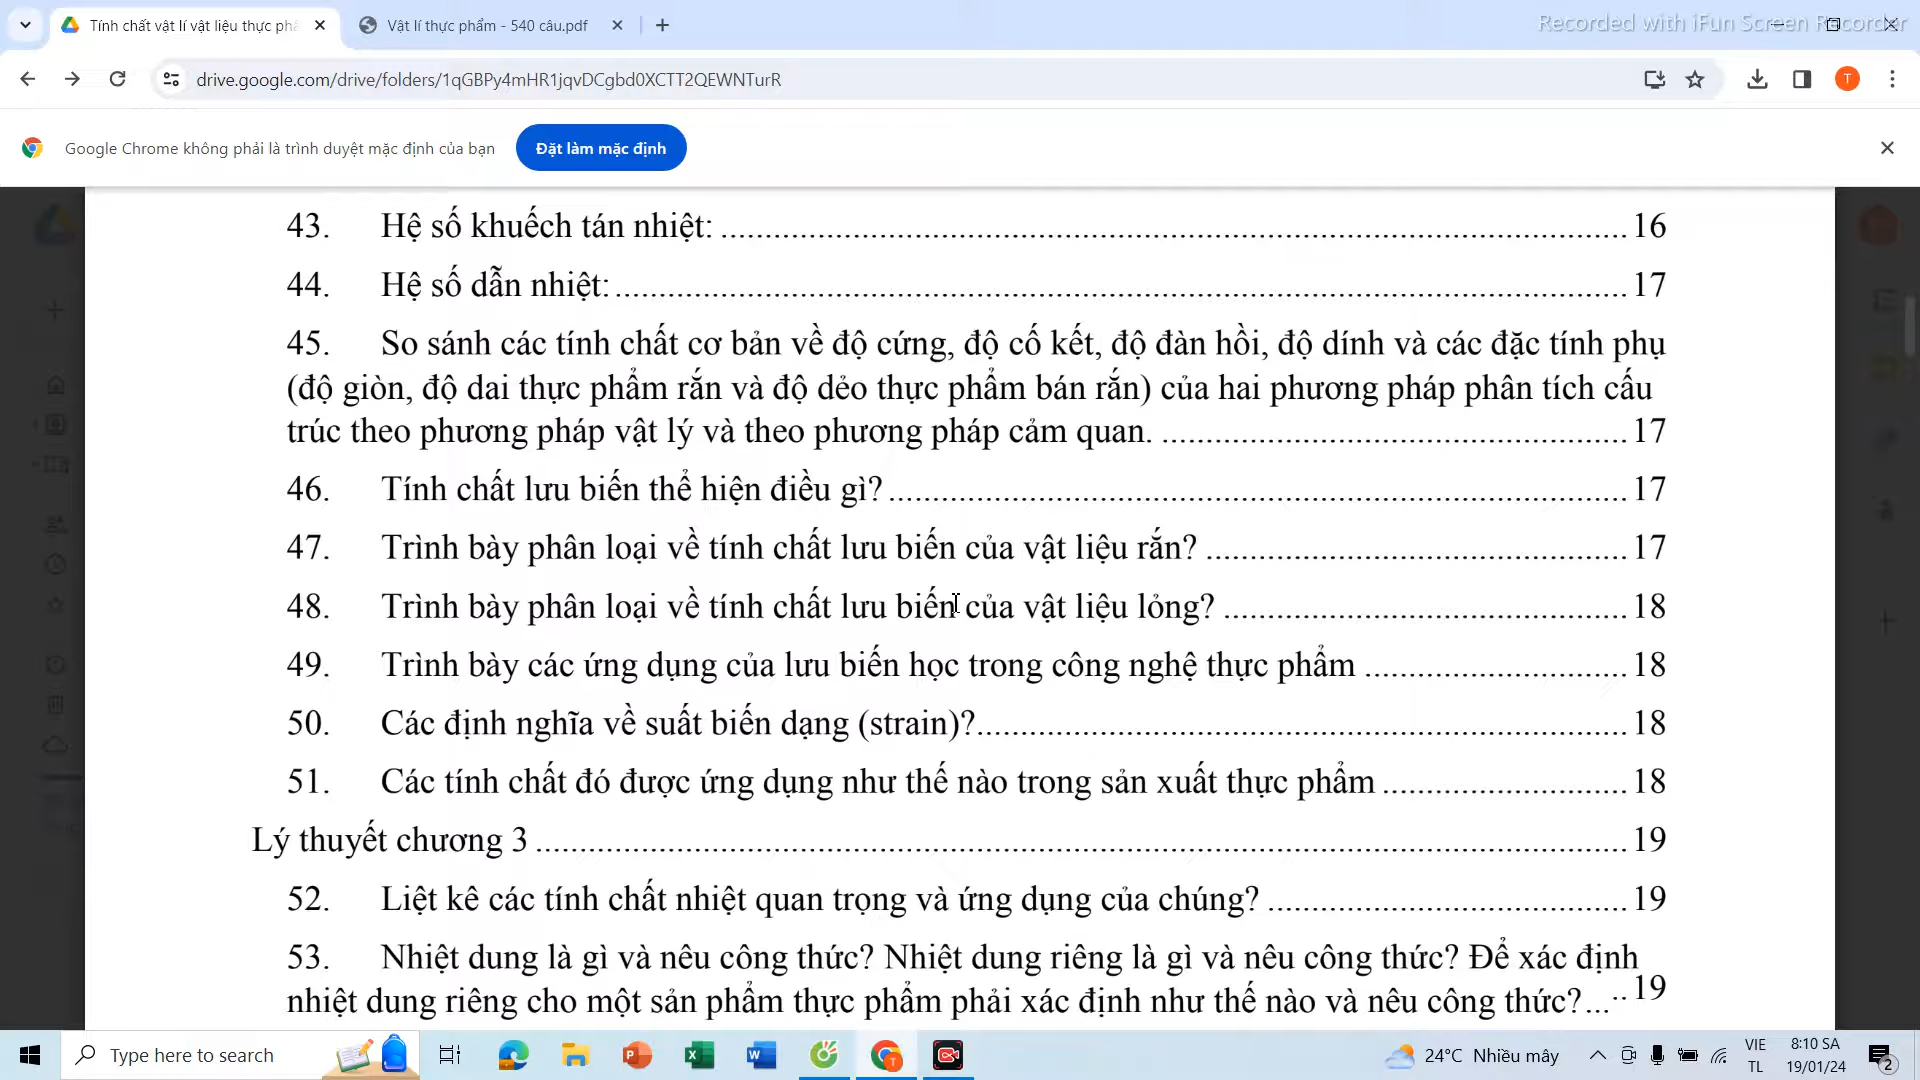 Tính chất vật lí vật liệu thực phẩ
Vật lí thực phẩm - 540 câu.pdf
Recorded with iFun Screen Recorder
drive.google.com/drive/folders/1qGBPy4mHR1jqvDCgbd0XCTT2QEWNTurR
T
Google Chrome không phải là trình duyệt mặc định của bạn
Đặt làm mặc định
43. Hệ số khuếch tán nhiệt: ........ 16
44. Hệ số dẫn nhiệt: ........ 17
45. So sánh các tính chất cơ bản về độ cứng, độ cố kết, độ đàn hồi, độ dính và các đặc tính phụ
(độ giòn, độ dai thực phẩm rắn và độ dẻo thực phẩm bán rắn) của hai phương pháp phân tích cấu
trúc theo phương pháp vật lý và theo phương pháp cảm quan. ........ 17
46. Tính chất lưu biến thể hiện điều gì? ........ 17
47. Trình bày phân loại về tính chất lưu biến của vật liệu rắn? ........ 17
48. Trình bày phân loại về tính chất lưu biến của vật liệu lỏng? ........ 18
49. Trình bày các ứng dụng của lưu biến học trong công nghệ thực phẩm ........ 18
50. Các định nghĩa về suất biến dạng (strain)? ........ 18
51. Các tính chất đó được ứng dụng như thế nào trong sản xuất thực phẩm ........ 18
Lý thuyết chương 3 ........ 19
52. Liệt kê các tính chất nhiệt quan trọng và ứng dụng của chúng? ........ 19
53. Nhiệt dung là gì và nêu công thức? Nhiệt dung riêng là gì và nêu công thức? Để xác định
nhiệt dung riêng cho một sản phẩm thực phẩm phải xác định như thế nào và nêu công thức? ..... 19
Type here to search
24°C Nhiều mây
VIE
TL
8:10 SA
19/01/24
2